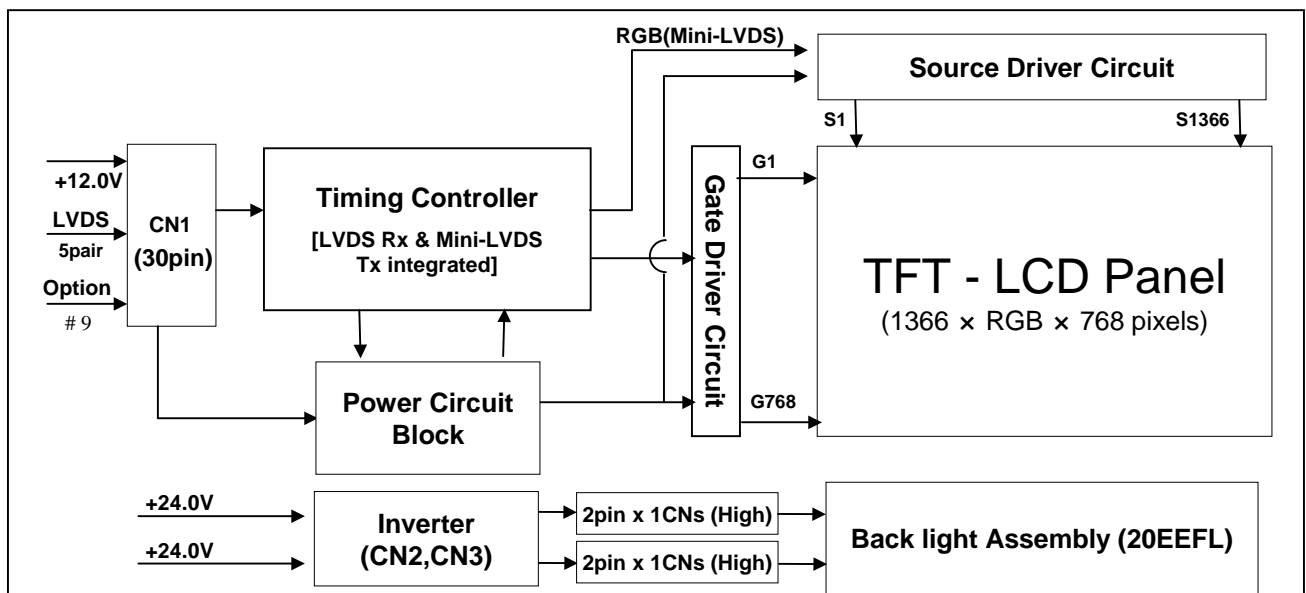 RGB(Mini-LVDS)
Source Driver Circuit
S1
S1366
+12.0V
LVDS
5pair
Option
# 9
CN1
(30pin)
Timing Controller
[LVDS Rx & Mini-LVDS
Tx integrated]
Power Circuit
Block
Gate Driver Circuit
G1
G768
TFT - LCD Panel
(1366 × RGB × 768 pixels)
+24.0V
+24.0V
Inverter
(CN2,CN3)
2pin x 1CNs (High)
2pin x 1CNs (High)
Back light Assembly (20EEFL)